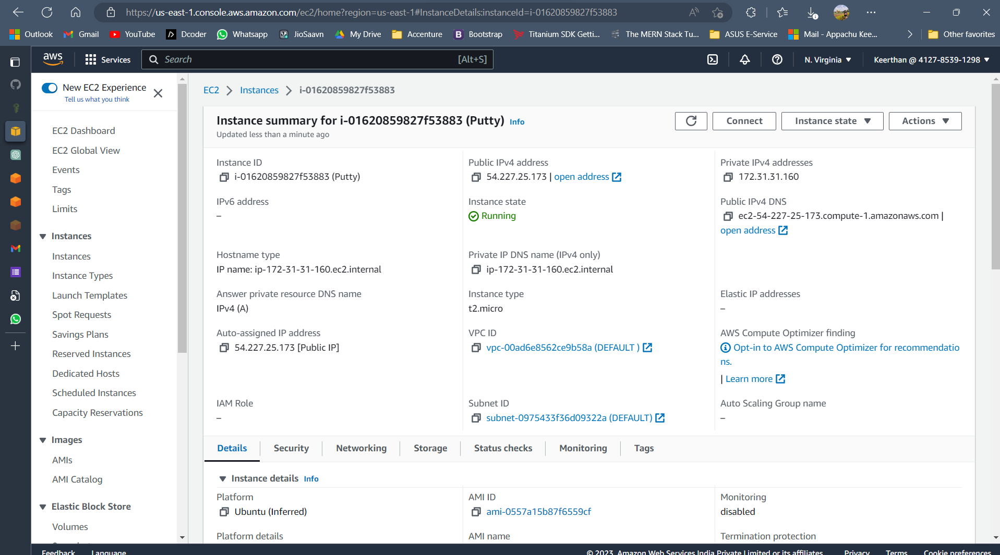 https://us-east-1.console.aws.amazon.com/ec2/home?region=us-east-1#InstanceDetails:instanceId=i-01620859827f53883
Outlook Gmail YouTube Dcoder Whatsapp JioSaavn My Drive Accenture Bootstrap Titanium SDK Getti... The MERN Stack Tu... ASUS E-Service Mail - Appachu Kee... Other favorites
aws Services Search [Alt+S] N. Virginia Keerthan @ 4127-8539-1298
New EC2 Experience
Tell us what you think
EC2 Dashboard
EC2 Global View
Events
Tags
Limits
Instances
Instances
Instance Types
Launch Templates
Spot Requests
Savings Plans
Reserved Instances
Dedicated Hosts
Scheduled Instances
Capacity Reservations
Images
AMIs
AMI Catalog
Elastic Block Store
Volumes
EC2 > Instances > i-01620859827f53883
Instance summary for i-01620859827f53883 (Putty) Info
Updated less than a minute ago
Connect Instance state Actions
Instance ID
i-01620859827f53883 (Putty)
Public IPv4 address
54.227.25.173 | open address
Private IPv4 addresses
172.31.31.160
IPv6 address
–
Instance state
Running
Public IPv4 DNS
ec2-54-227-25-173.compute-1.amazonaws.com |
open address
Hostname type
IP name: ip-172-31-31-160.ec2.internal
Private IP DNS name (IPv4 only)
ip-172-31-31-160.ec2.internal
Answer private resource DNS name
IPv4 (A)
Instance type
t2.micro
Elastic IP addresses
–
Auto-assigned IP address
54.227.25.173 [Public IP]
VPC ID
vpc-00ad6e8562ce9b58a (DEFAULT )
AWS Compute Optimizer finding
Opt-in to AWS Compute Optimizer for recommendatio
ns.
| Learn more
IAM Role
–
Subnet ID
subnet-0975433f36d09322a (DEFAULT)
Auto Scaling Group name
–
Details Security Networking Storage Status checks Monitoring Tags
Instance details Info
Platform
Ubuntu (Inferred)
AMI ID
ami-0557a15b87f6559cf
Monitoring
disabled
Platform details
AMI name
Termination protection
Feedback Language © 2023, Amazon Web Services India Private Limited or its affiliates. Privacy Terms Cookie preferences